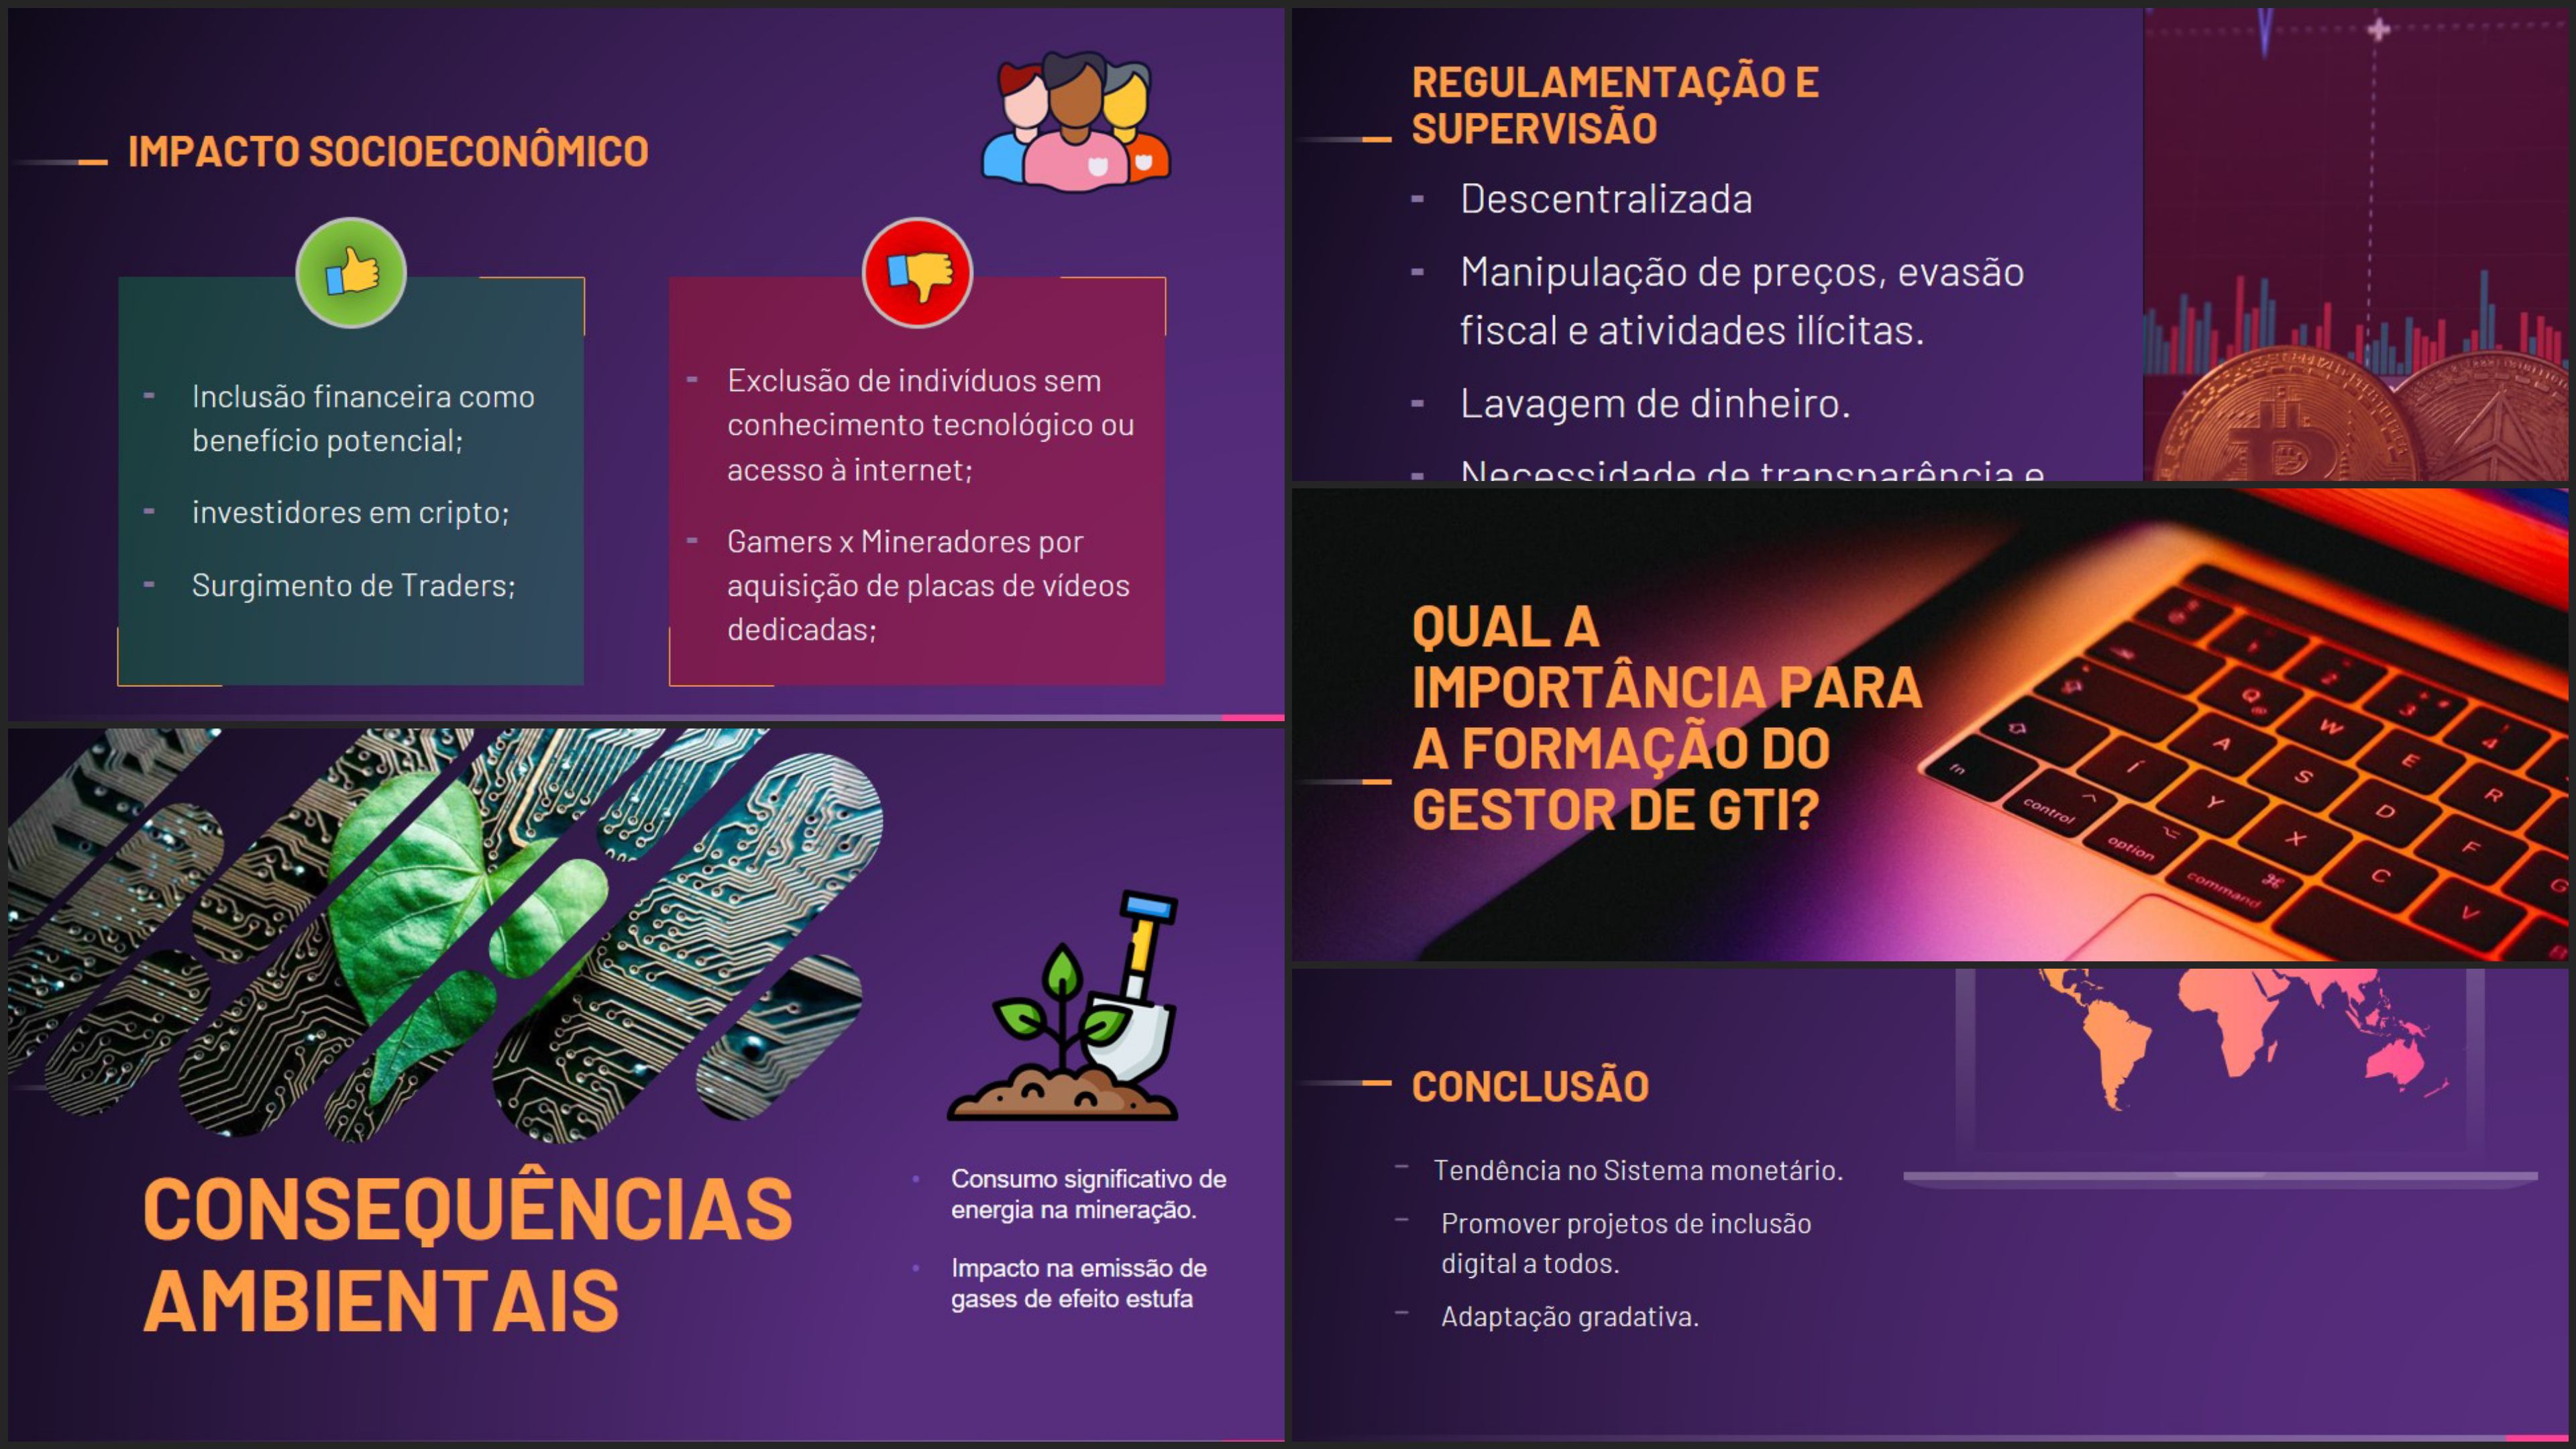 IMPACTO SOCIOECONÔMICO
- Inclusão financeira como
benefício potencial;
- investidores em cripto;
- Surgimento de Traders;
- Exclusão de indivíduos sem
conhecimento tecnológico ou
acesso à internet;
- Gamers x Mineradores por
aquisição de placas de vídeos
dedicadas;
CONSEQUÊNCIAS
AMBIENTAIS
• Consumo significativo de
energia na mineração.
• Impacto na emissão de
gases de efeito estufa
REGULAMENTAÇÃO E
SUPERVISÃO
- Descentralizada
- Manipulação de preços, evasão
fiscal e atividades ilícitas.
- Lavagem de dinheiro.
- Necessidade de transparência e
QUAL A
IMPORTÂNCIA PARA
A FORMAÇÃO DO
GESTOR DE GTI?
Q W E R
A S D F G
Y X C V
fn control option command
CONCLUSÃO
– Tendência no Sistema monetário.
– Promover projetos de inclusão
digital a todos.
– Adaptação gradativa.